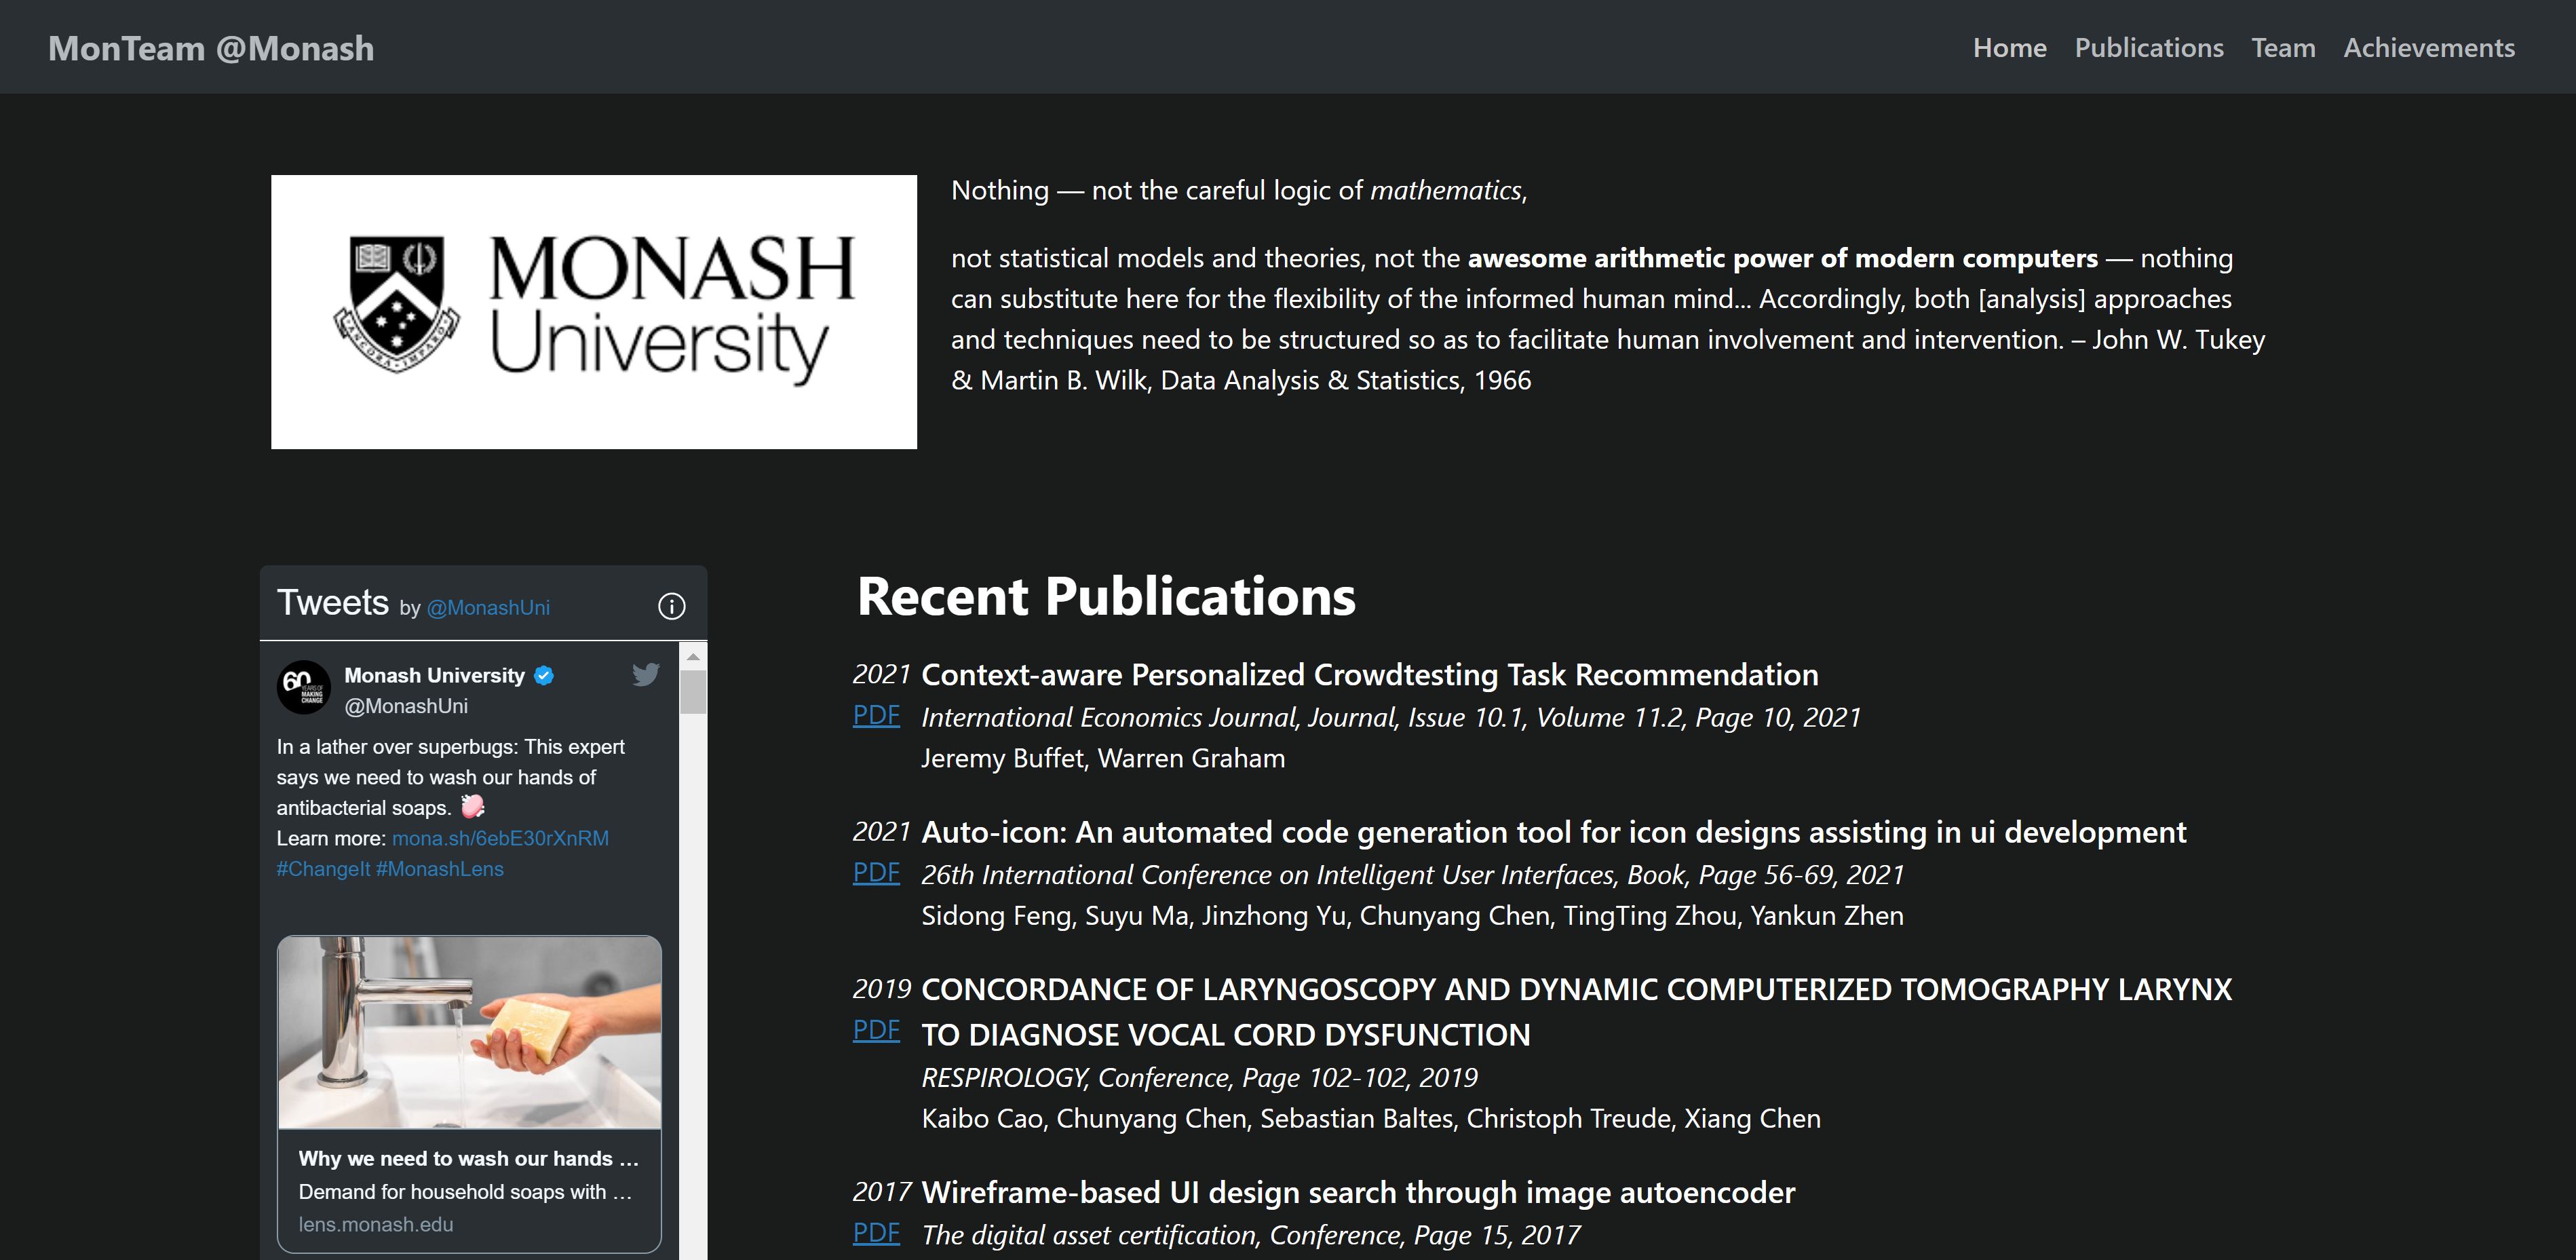 MonTeam @Monash
Home Publications Team Achievements
MONASH
University
ANCORA IMPARO
Nothing — not the careful logic of mathematics,
not statistical models and theories, not the awesome arithmetic power of modern computers — nothing
can substitute here for the flexibility of the informed human mind... Accordingly, both [analysis] approaches
and techniques need to be structured so as to facilitate human involvement and intervention. – John W. Tukey
& Martin B. Wilk, Data Analysis & Statistics, 1966
Tweets by @MonashUni
60 YEARS OF
MAKING
CHANGE
Monash University
@MonashUni
In a lather over superbugs: This expert
says we need to wash our hands of
antibacterial soaps. 🧼
Learn more: mona.sh/6ebE30rXnRM
#ChangeIt #MonashLens
Why we need to wash our hands …
Demand for household soaps with …
lens.monash.edu
Recent Publications
2021 Context-aware Personalized Crowdtesting Task Recommendation
PDF International Economics Journal, Journal, Issue 10.1, Volume 11.2, Page 10, 2021
Jeremy Buffet, Warren Graham
2021 Auto-icon: An automated code generation tool for icon designs assisting in ui development
PDF 26th International Conference on Intelligent User Interfaces, Book, Page 56-69, 2021
Sidong Feng, Suyu Ma, Jinzhong Yu, Chunyang Chen, TingTing Zhou, Yankun Zhen
2019 CONCORDANCE OF LARYNGOSCOPY AND DYNAMIC COMPUTERIZED TOMOGRAPHY LARYNX
PDF TO DIAGNOSE VOCAL CORD DYSFUNCTION
RESPIROLOGY, Conference, Page 102-102, 2019
Kaibo Cao, Chunyang Chen, Sebastian Baltes, Christoph Treude, Xiang Chen
2017 Wireframe-based UI design search through image autoencoder
PDF The digital asset certification, Conference, Page 15, 2017